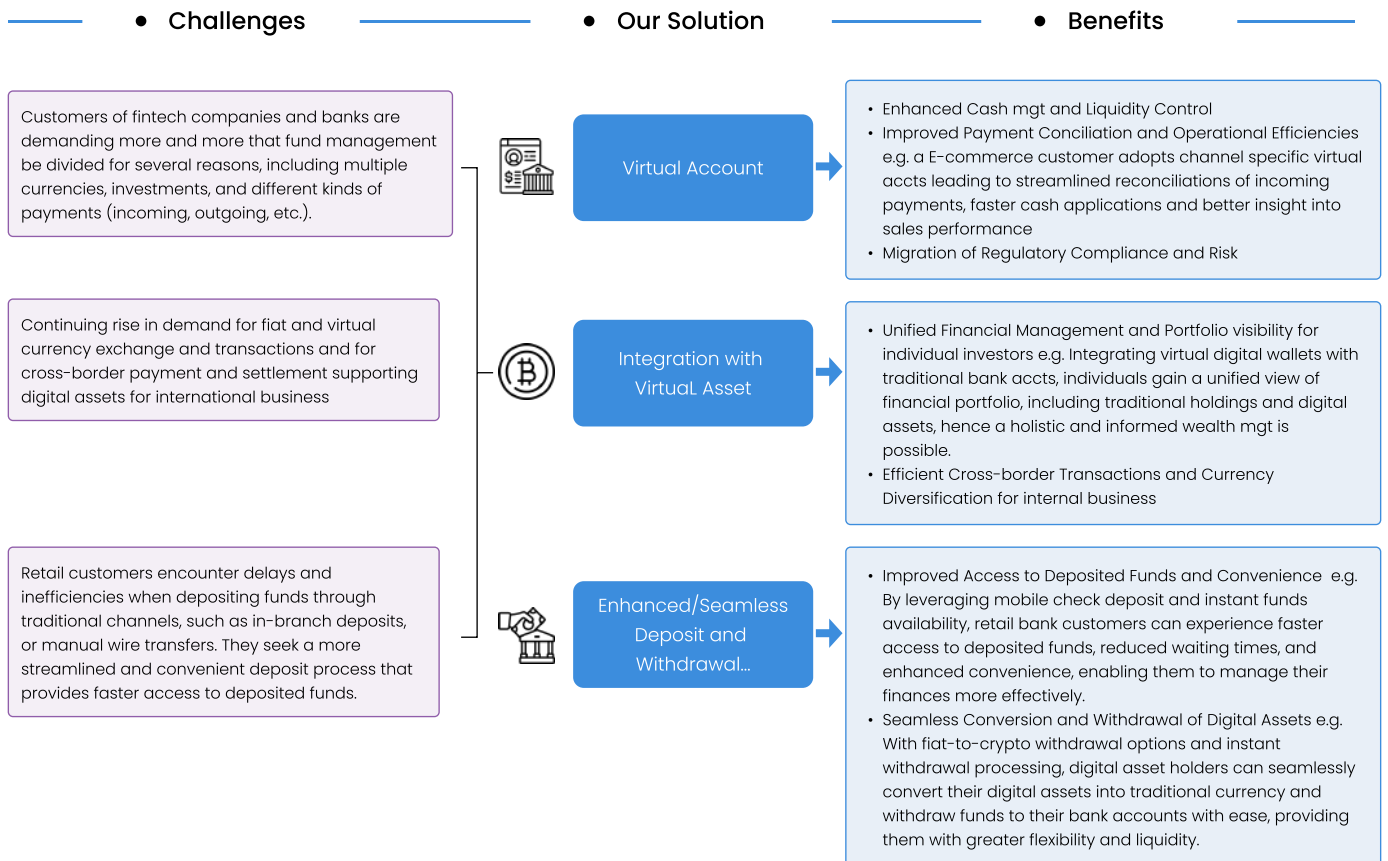 • Challenges
• Our Solution
• Benefits
Customers of fintech companies and banks are
demanding more and more that fund management
be divided for several reasons, including multiple
currencies, investments, and different kinds of
payments (incoming, outgoing, etc.).
Virtual Account
• Enhanced Cash mgt and Liquidity Control
• Improved Payment Conciliation and Operational Efficiencies
e.g. a E-commerce customer adopts channel specific virtual
accts leading to streamlined reconciliations of incoming
payments, faster cash applications and better insight into
sales performance
• Migration of Regulatory Compliance and Risk
Continuing rise in demand for fiat and virtual
currency exchange and transactions and for
cross-border payment and settlement supporting
digital assets for international business
Integration with
VirtuaL Asset
• Unified Financial Management and Portfolio visibility for
individual investors e.g. Integrating virtual digital wallets with
traditional bank accts, individuals gain a unified view of
financial portfolio, including traditional holdings and digital
assets, hence a holistic and informed wealth mgt is
possible.
• Efficient Cross-border Transactions and Currency
Diversification for internal business
Retail customers encounter delays and
inefficiencies when depositing funds through
traditional channels, such as in-branch deposits,
or manual wire transfers. They seek a more
streamlined and convenient deposit process that
provides faster access to deposited funds.
Enhanced/Seamless
Deposit and
Withdrawal...
• Improved Access to Deposited Funds and Convenience e.g.
By leveraging mobile check deposit and instant funds
availability, retail bank customers can experience faster
access to deposited funds, reduced waiting times, and
enhanced convenience, enabling them to manage their
finances more effectively.
• Seamless Conversion and Withdrawal of Digital Assets e.g.
With fiat-to-crypto withdrawal options and instant
withdrawal processing, digital asset holders can seamlessly
convert their digital assets into traditional currency and
withdraw funds to their bank accounts with ease, providing
them with greater flexibility and liquidity.